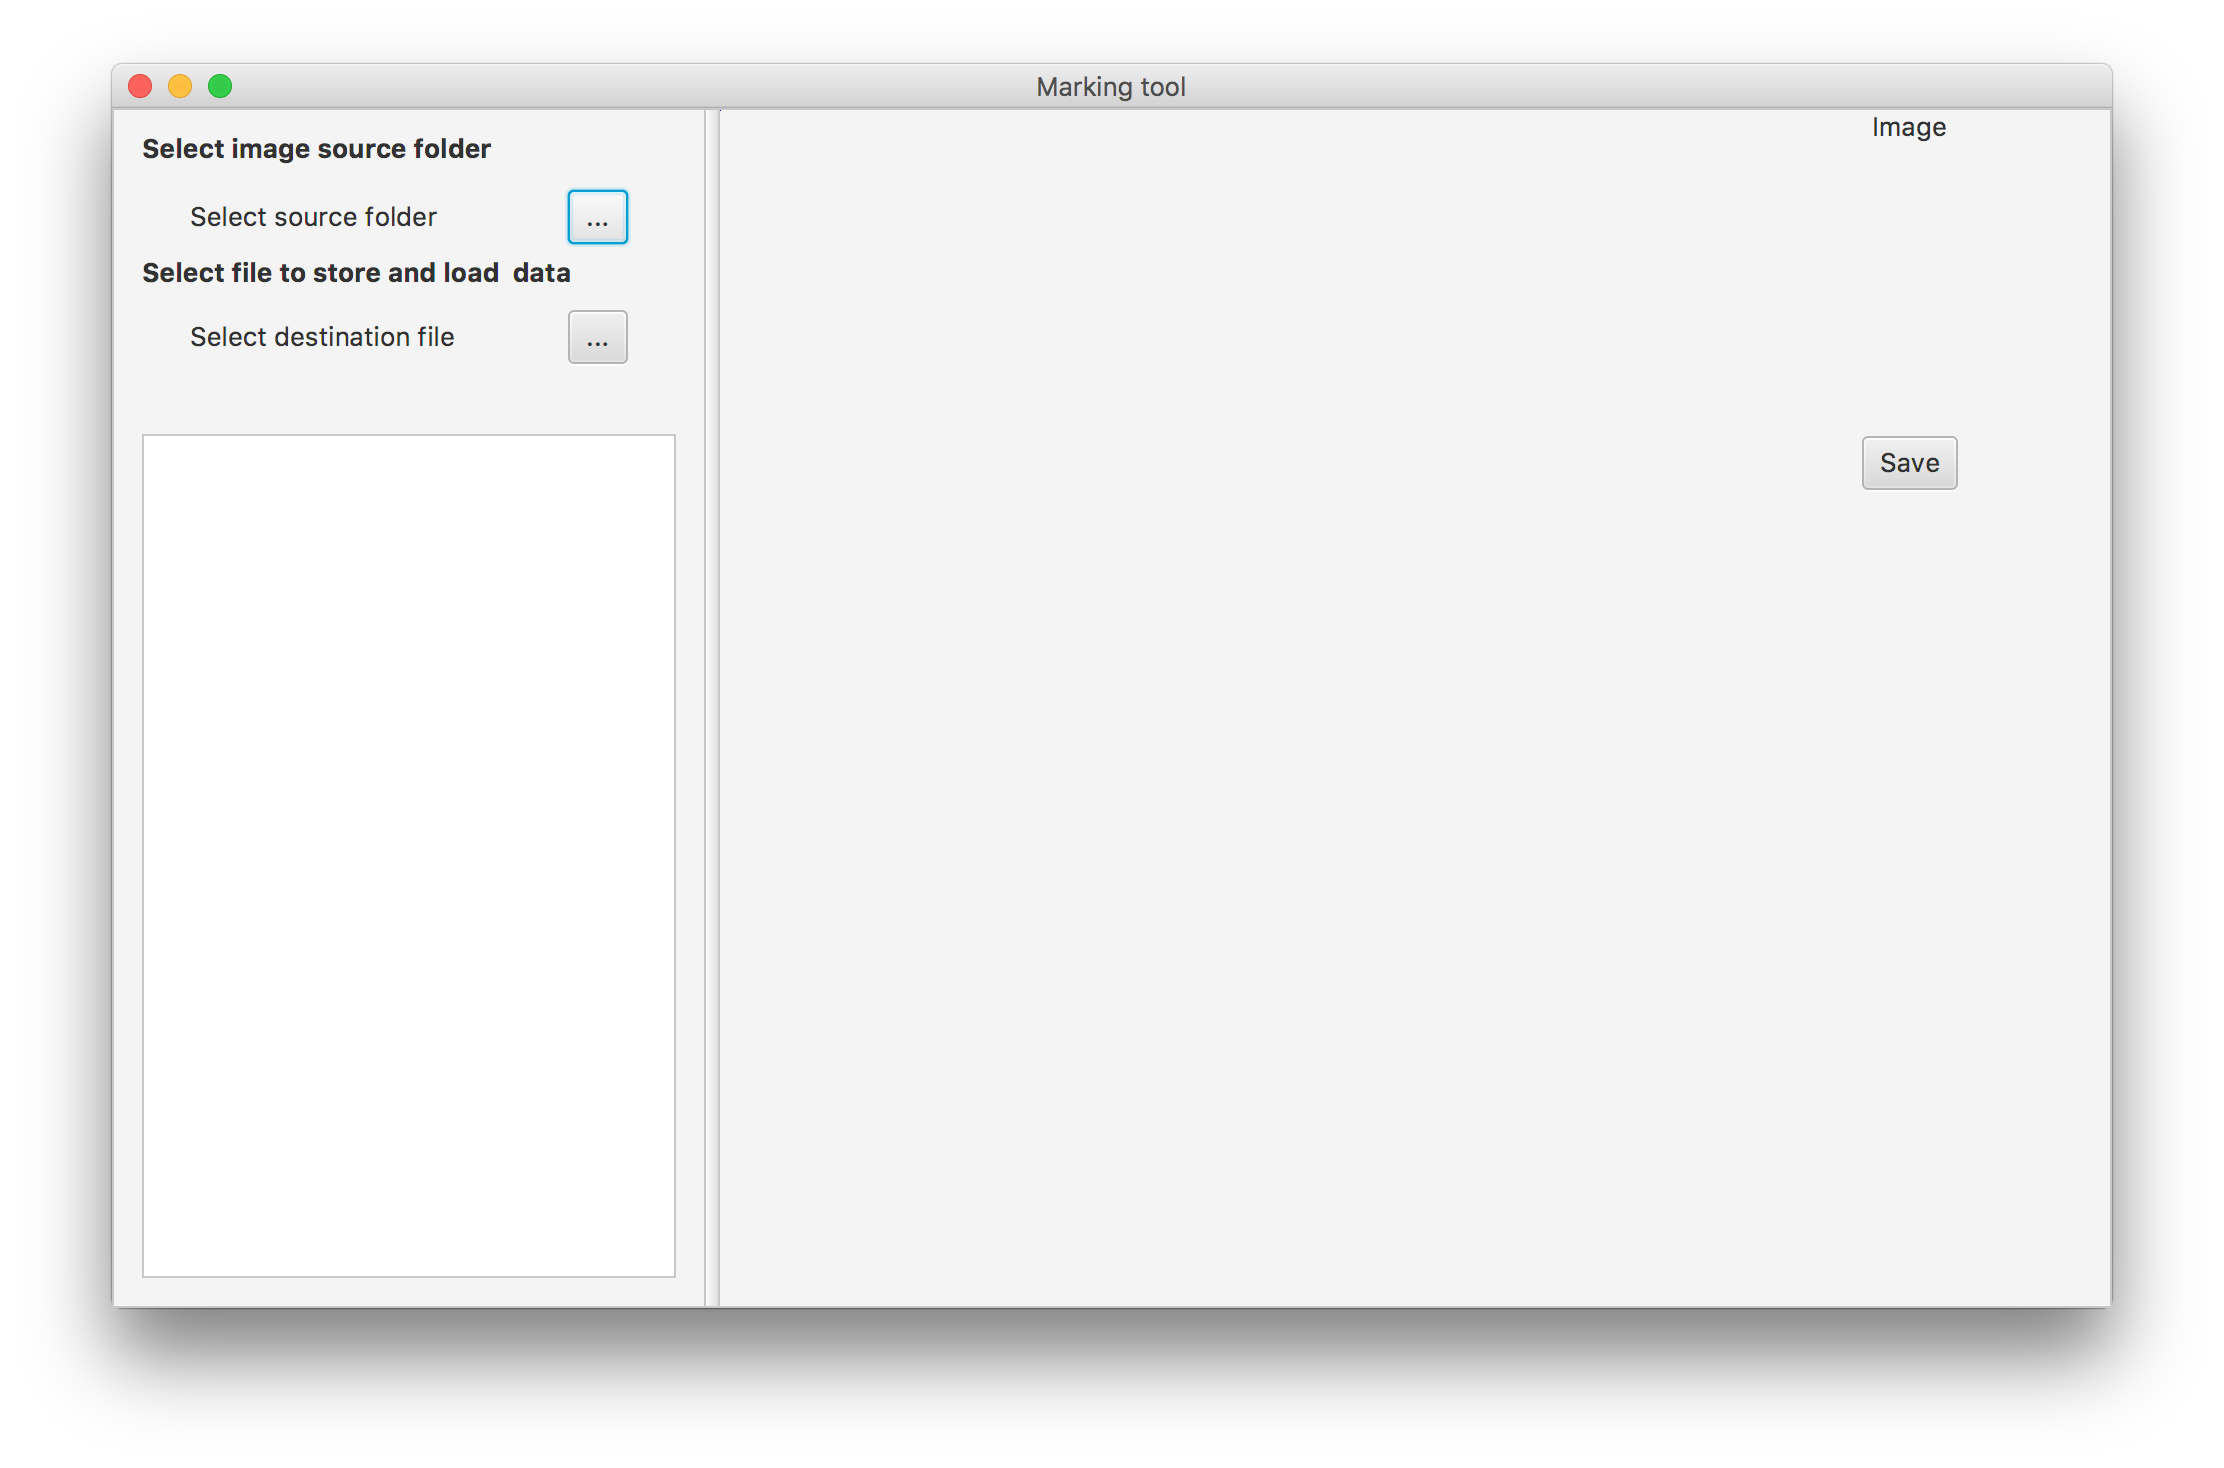 Marking tool
Select image source folder
Select source folder ...
Select file to store and load  data
Select destination file ...
Image
Save